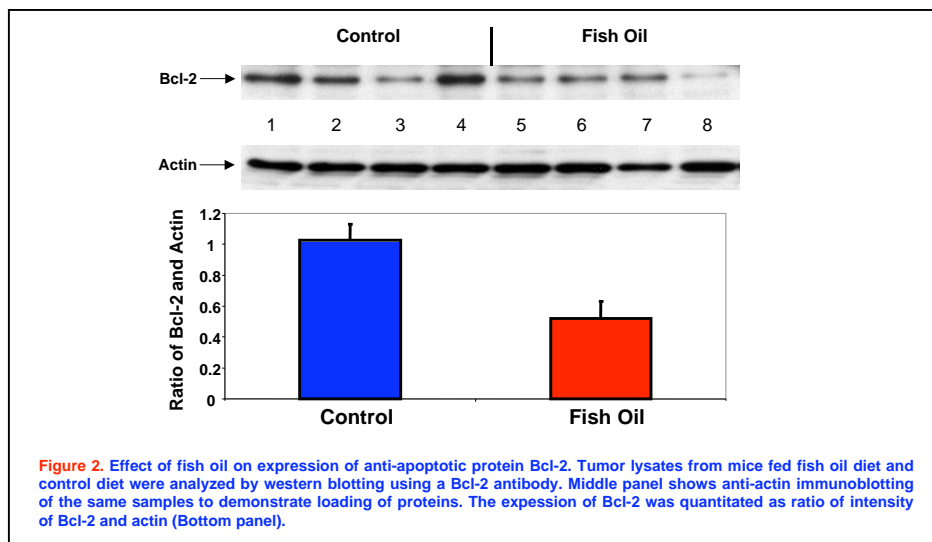 Control Fish Oil
Bcl-2
1 2 3 4 5 6 7 8
Actin
Ratio of Bcl-2 and Actin
1.2
1
0.8
0.6
0.4
0.2
0
Control Fish Oil
Figure 2. Effect of fish oil on expression of anti-apoptotic protein Bcl-2. Tumor lysates from mice fed fish oil diet and
control diet were analyzed by western blotting using a Bcl-2 antibody. Middle panel shows anti-actin immunoblotting
of the same samples to demonstrate loading of proteins. The expession of Bcl-2 was quantitated as ratio of intensity
of Bcl-2 and actin (Bottom panel).